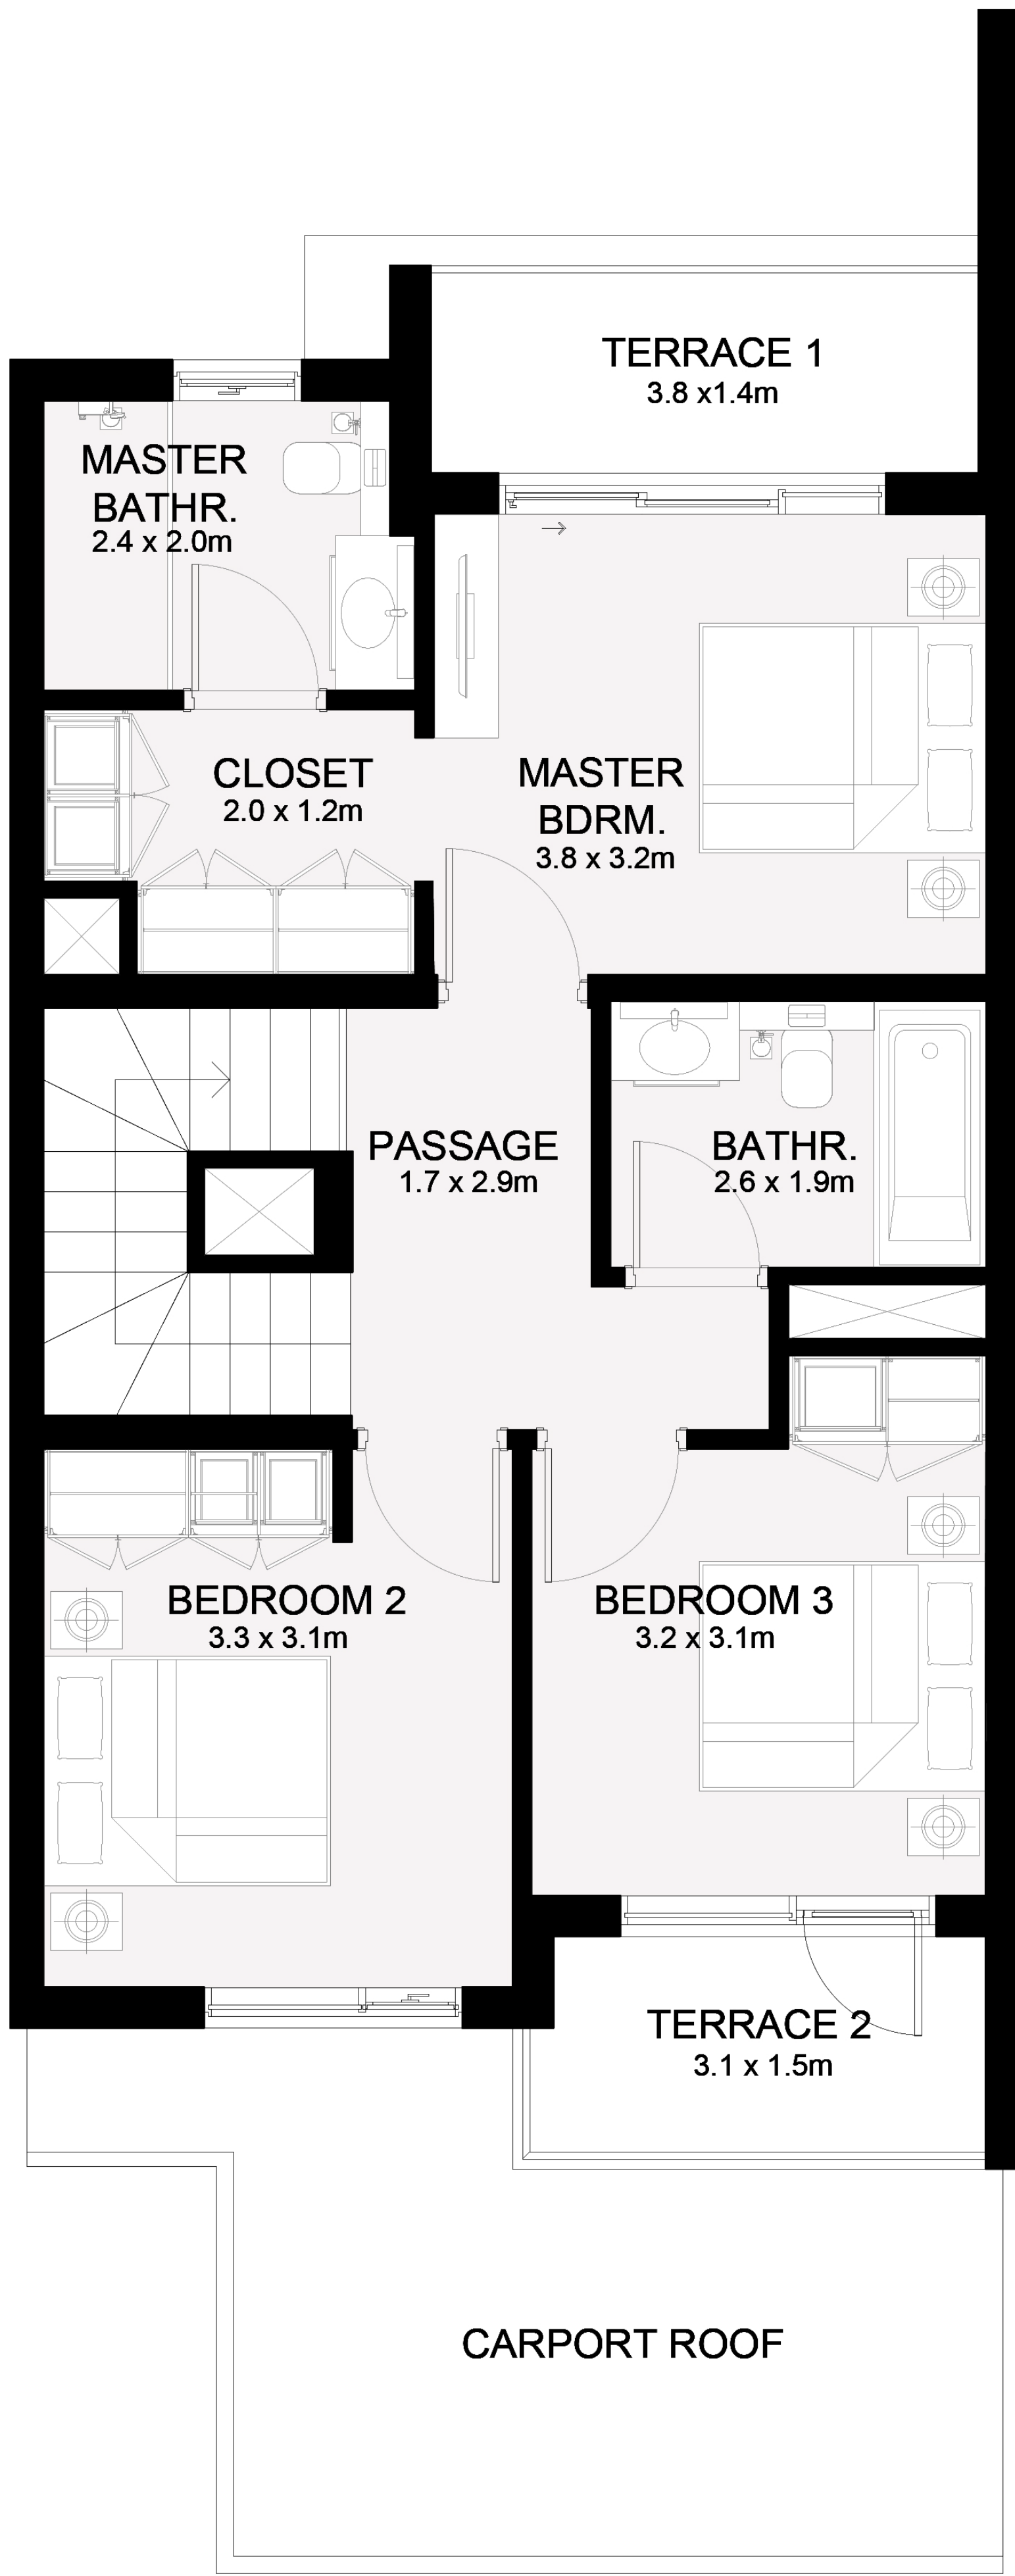 TERRACE 1
3.8 x1.4m
MASTER
BATHR.
2.4 x 2.0m
CLOSET
2.0 x 1.2m
MASTER
BDRM.
3.8 x 3.2m
PASSAGE
1.7 x 2.9m
BATHR.
2.6 x 1.9m
BEDROOM 2
3.3 x 3.1m
BEDROOM 3
3.2 x 3.1m
TERRACE 2
3.1 x 1.5m
CARPORT ROOF